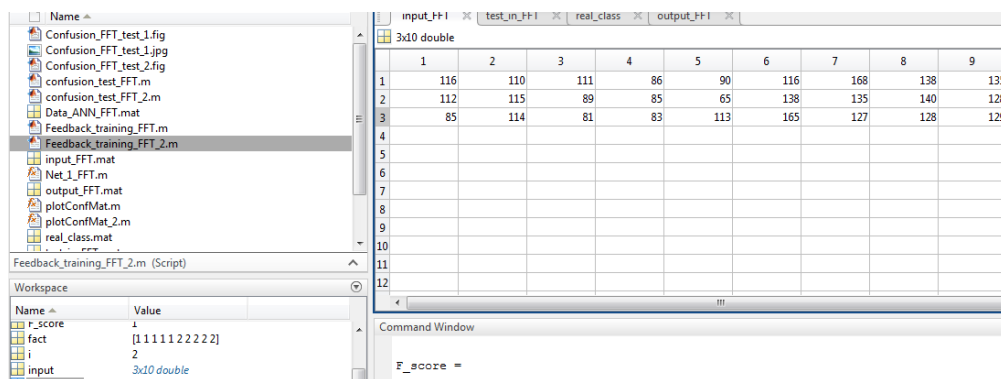 Name
Confusion_FFT_test_1.fig
Confusion_FFT_test_1.jpg
Confusion_FFT_test_2.fig
confusion_test_FFT.m
confusion_test_FFT_2.m
Data_ANN_FFT.mat
Feedback_training_FFT.m
Feedback_training_FFT_2.m
input_FFT.mat
Net_1_FFT.m
output_FFT.mat
plotConfMat.m
plotConfMat_2.m
real_class.mat
Feedback_training_FFT_2.m (Script)
Workspace
Name Value
F_score 1
fact [1 1 1 1 1 2 2 2 2 2]
i 2
input 3x10 double
input_FFT test_in_FFT real_class output_FFT
3x10 double
1 2 3 4 5 6 7 8 9
1 116 110 111 86 90 116 168 138
2 112 115 89 85 65 138 135 140
3 85 114 81 83 113 165 127 128
4
5
6
7
8
9
10
11
12
Command Window
F_score =